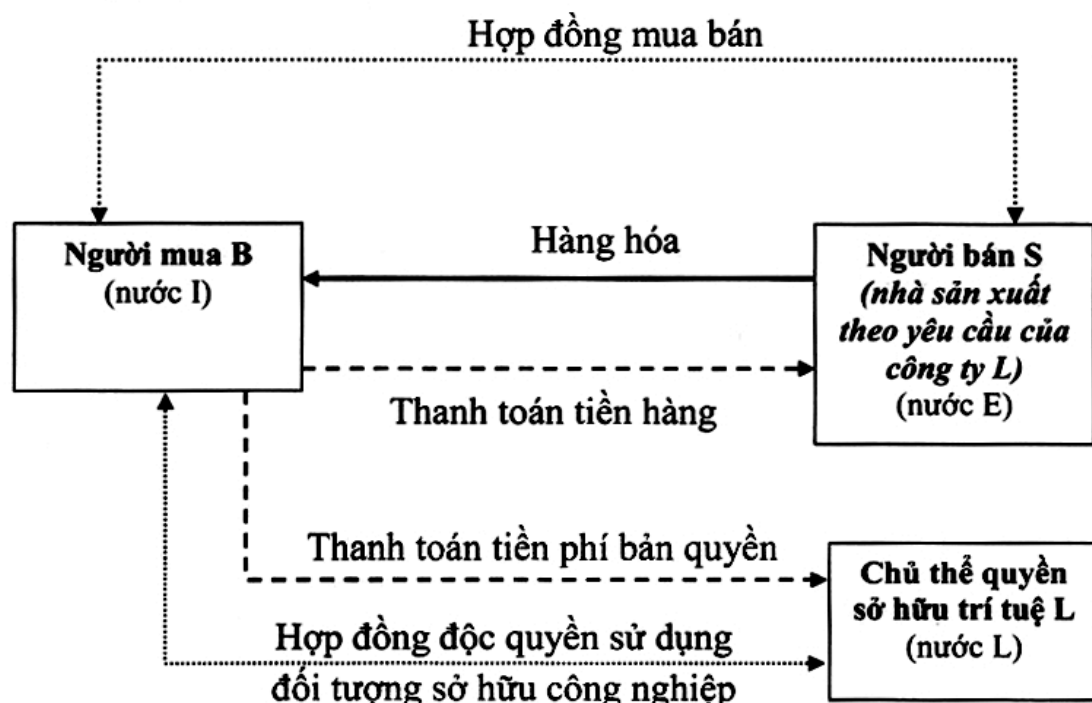 Hợp đồng mua bán
Người mua B
(nước I)
Hàng hóa
Người bán S
(nhà sản xuất
theo yêu cầu của
công ty L)
(nước E)
Thanh toán tiền hàng
Thanh toán tiền phí bản quyền
Chủ thể quyền
sở hữu trí tuệ L
(nước L)
Hợp đồng độc quyền sử dụng
đối tượng sở hữu công nghiệp